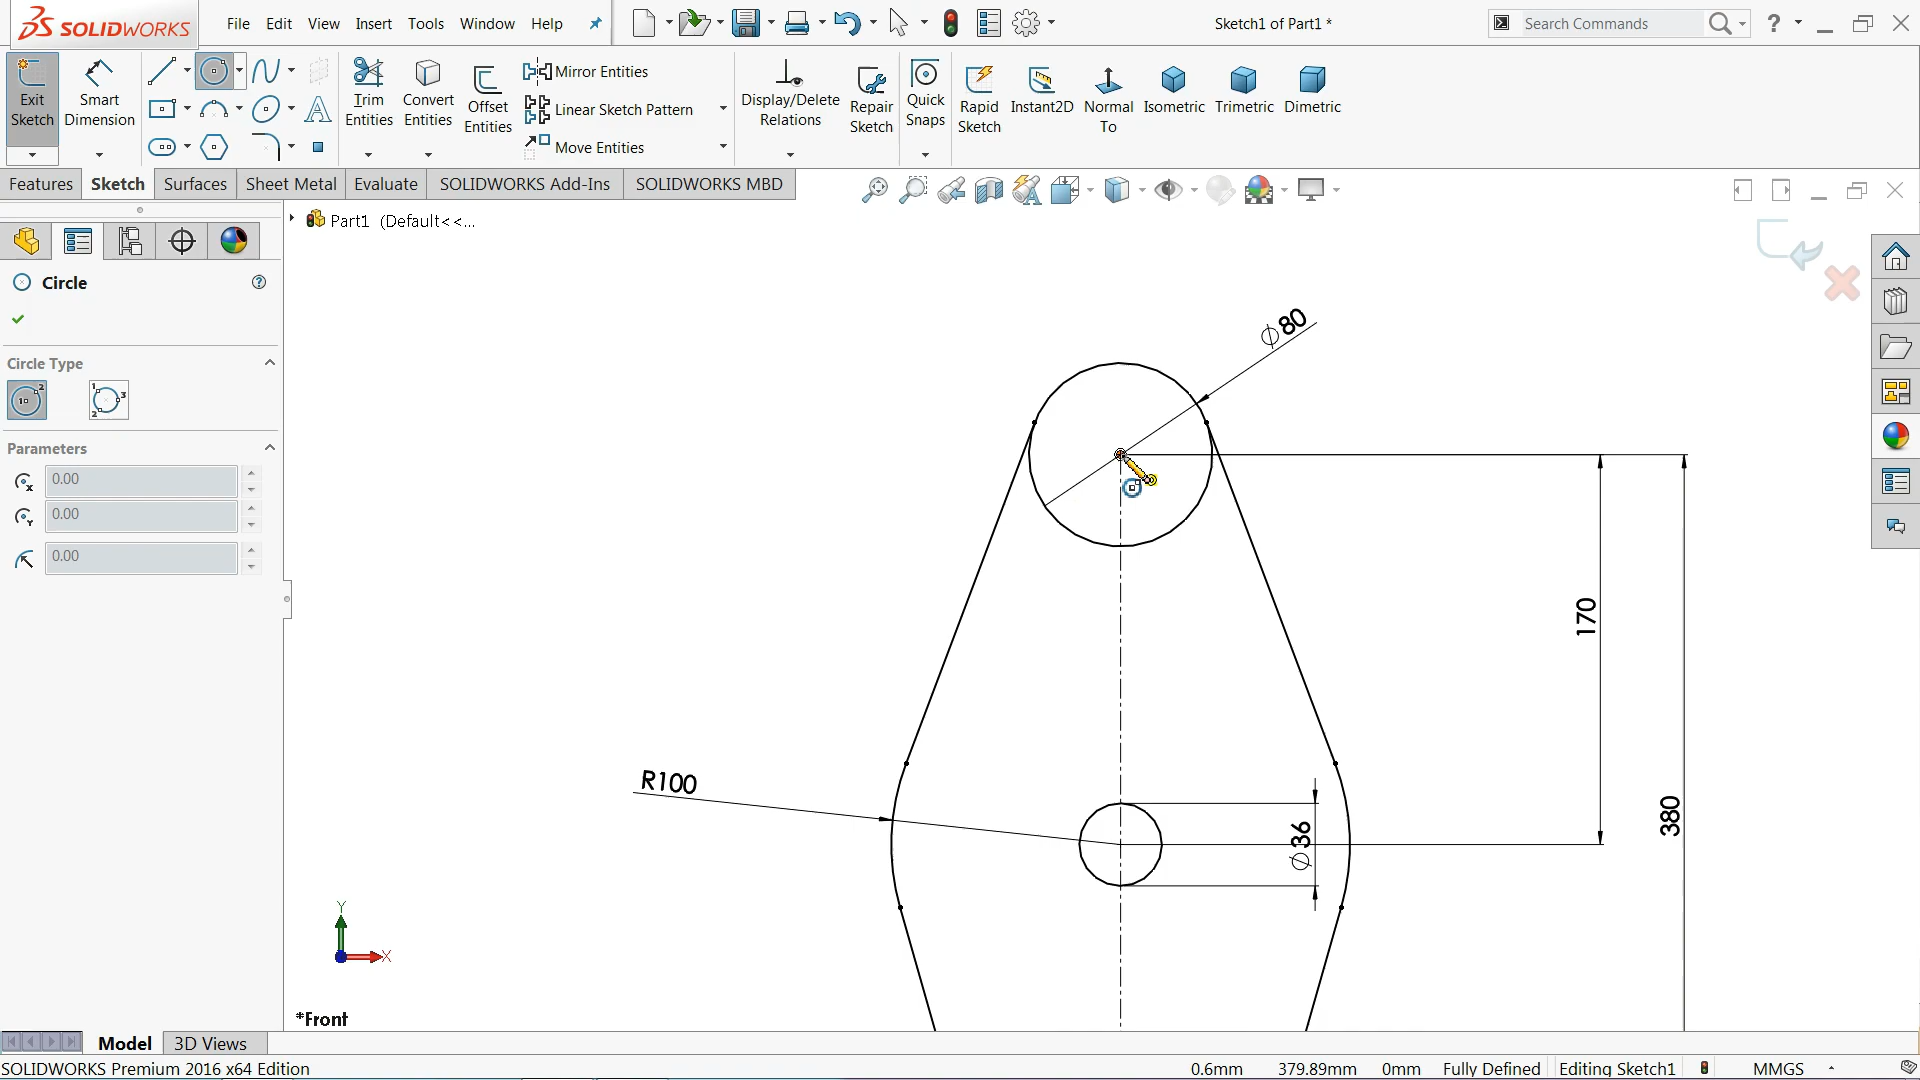 SOLIDWORKS
File Edit View Insert Tools Window Help
Sketch1 of Part1 *
Search Commands
?
Exit Sketch
Smart Dimension
Trim Entities
Convert Entities
Offset Entities
Mirror Entities
Linear Sketch Pattern
Move Entities
Display/Delete Relations
Repair Sketch
Quick Snaps
Rapid Sketch
Instant2D
Normal To
Isometric
Trimetric
Dimetric
Features Sketch Surfaces Sheet Metal Evaluate SOLIDWORKS Add-Ins SOLIDWORKS MBD
Part1 (Default<<...
Circle
Circle Type
Parameters
0.00
0.00
0.00
∅80
170
380
R100
∅36
Y
X
*Front
Model 3D Views
SOLIDWORKS Premium 2016 x64 Edition
0.6mm 379.89mm 0mm Fully Defined Editing Sketch1 MMGS